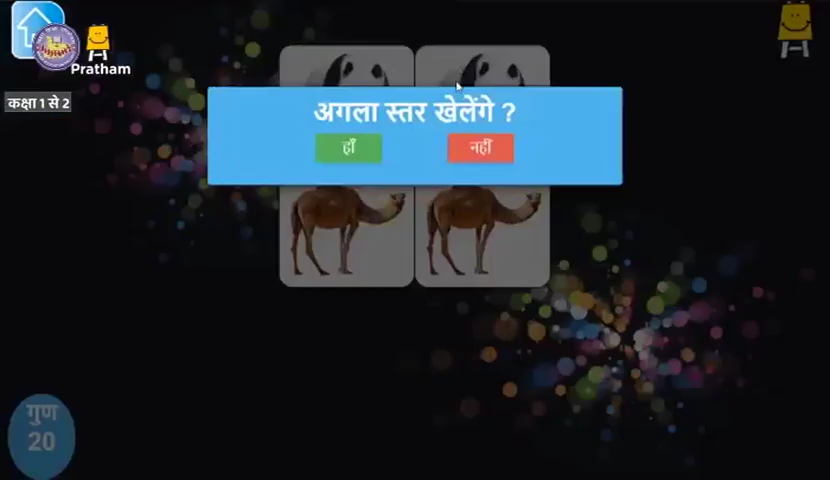 Pratham
कक्षा 1 से 2
अगला स्तर खेलेंगे ?
हाँ
नहीं
गुण
20